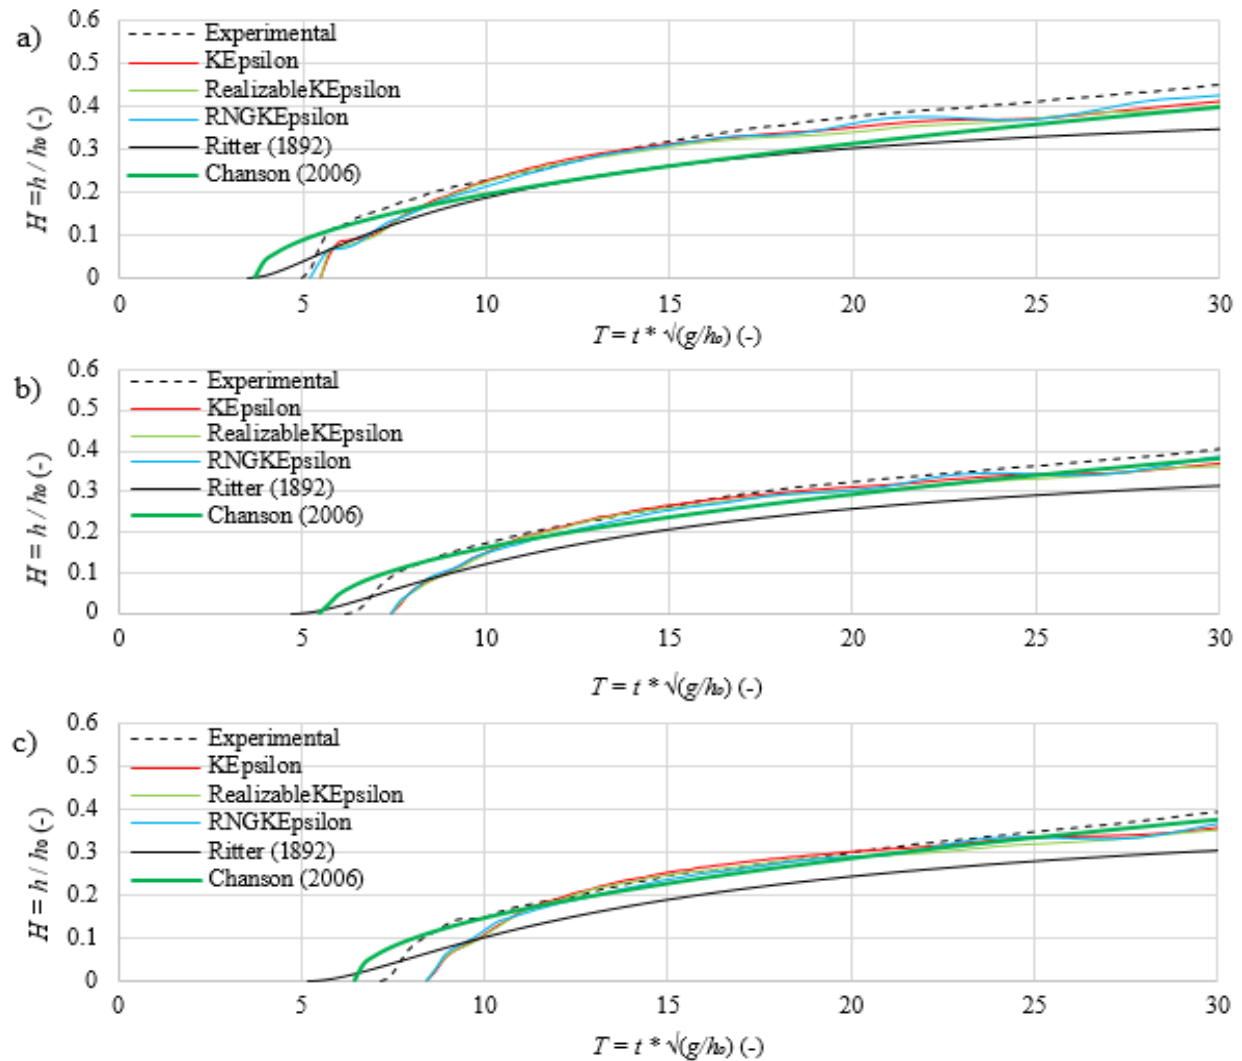 a)
0.6
0.5
0.4
0.3
0.2
0.1
0
H = h / h₀ (-)
Experimental
KEpsilon
RealizableKEpsilon
RNGKEpsilon
Ritter (1892)
Chanson (2006)
0 5 10 15 20 25 30
T = t * √(g/h₀) (-)
b)
0.6
0.5
0.4
0.3
0.2
0.1
0
H = h / h₀ (-)
Experimental
KEpsilon
RealizableKEpsilon
RNGKEpsilon
Ritter (1892)
Chanson (2006)
0 5 10 15 20 25 30
T = t * √(g/h₀) (-)
c)
0.6
0.5
0.4
0.3
0.2
0.1
0
H = h / h₀ (-)
Experimental
KEpsilon
RealizableKEpsilon
RNGKEpsilon
Ritter (1892)
Chanson (2006)
0 5 10 15 20 25 30
T = t * √(g/h₀) (-)